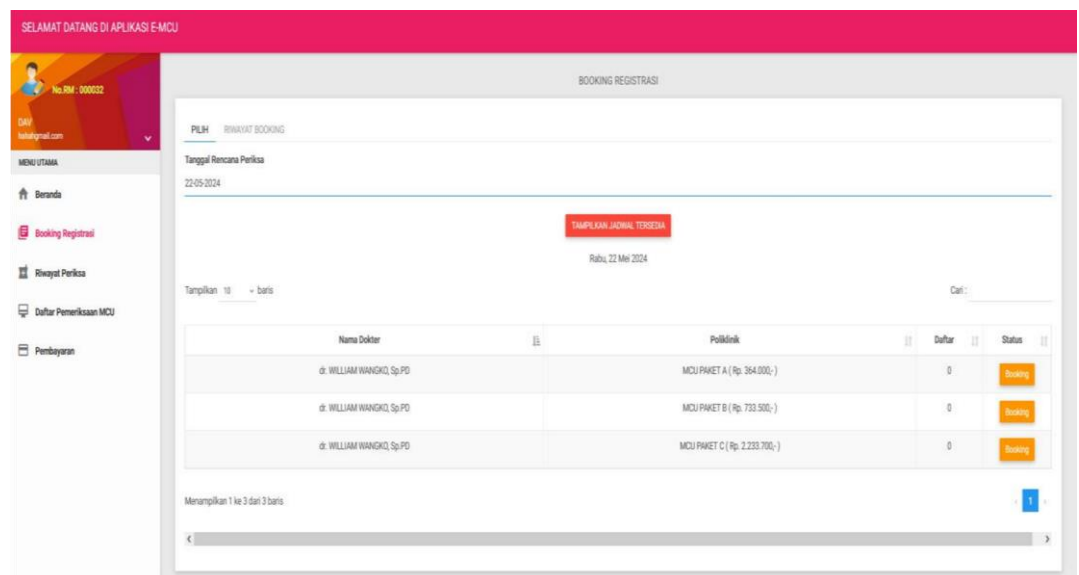 SELAMAT DATANG DI APLIKASI E-MCU
No.RM : 000032
DAV
hahahgmail.com
MENU UTAMA
Beranda
Booking Registrasi
Riwayat Periksa
Daftar Pemeriksaan MCU
Pembayaran
BOOKING REGISTRASI
PILIH RIWAYAT BOOKING
Tanggal Rencana Periksa
22-05-2024
TAMPILKAN JADWAL TERSEDIA
Rabu, 22 Mei 2024
Tampilkan 10 baris Cari :
Nama Dokter Poliklinik Daftar Status
dr. WILLIAM WANGKO, Sp.PD MCU PAKET A ( Rp. 364.000,- ) 0 Booking
dr. WILLIAM WANGKO, Sp.PD MCU PAKET B ( Rp. 733.500,- ) 0 Booking
dr. WILLIAM WANGKO, Sp.PD MCU PAKET C ( Rp. 2.233.700,- ) 0 Booking
Menampilkan 1 ke 3 dari 3 baris 1